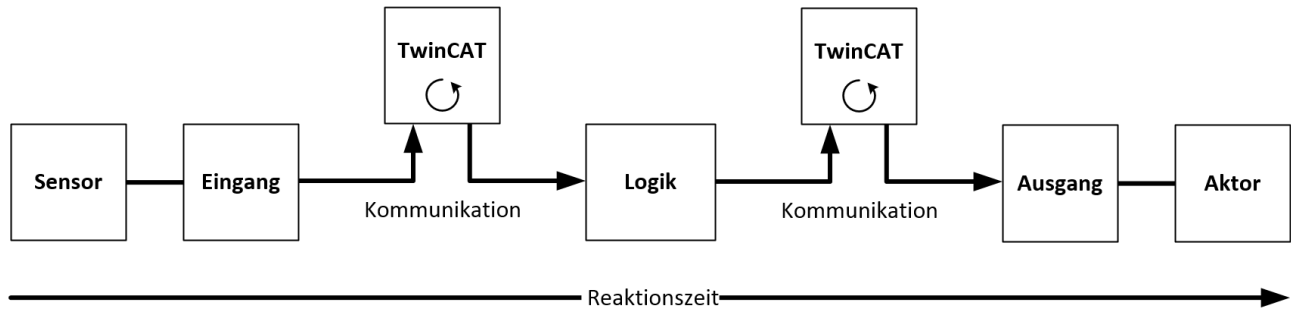 TwinCAT
TwinCAT
Sensor
Eingang
Logik
Ausgang
Aktor
Kommunikation
Kommunikation
Reaktionszeit